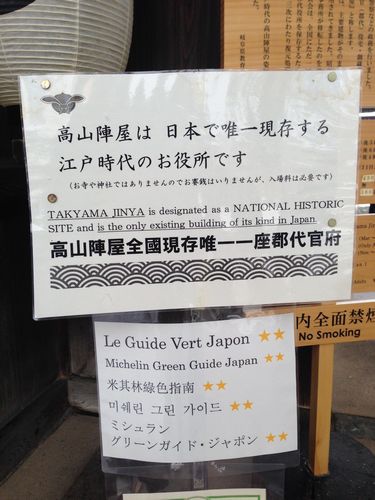 高山陣屋は 日本で唯一現存する
江戸時代のお役所です
(お寺や神社ではありませんのでお賽銭はいりませんが、入場料は必要です)
TAKYAMA JINYA is designated as a NATIONAL HISTORIC
SITE and is the only existing building of its kind in Japan.
高山陣屋全國現存唯一一座郡代官府
Le Guide Vert Japon ★★
Michelin Green Guide Japan ★★
米其林綠色指南 ★★
미쉐린 그린 가이드 ★★
ミシュラン
グリーンガイド・ジャポン ★★
内全面禁煙
No Smoking